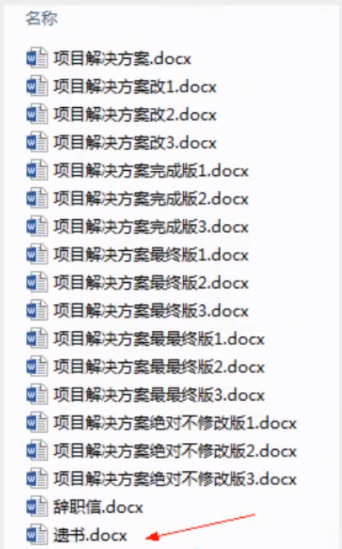 名称
项目解决方案.docx
项目解决方案改1.docx
项目解决方案改2.docx
项目解决方案改3.docx
项目解决方案完成版1.docx
项目解决方案完成版2.docx
项目解决方案完成版3.docx
项目解决方案最终版1.docx
项目解决方案最终版2.docx
项目解决方案最终版3.docx
项目解决方案最最终版1.docx
项目解决方案最最终版2.docx
项目解决方案最最终版3.docx
项目解决方案绝对不修改版1.docx
项目解决方案绝对不修改版2.docx
项目解决方案绝对不修改版3.docx
辞职信.docx
遗书.docx